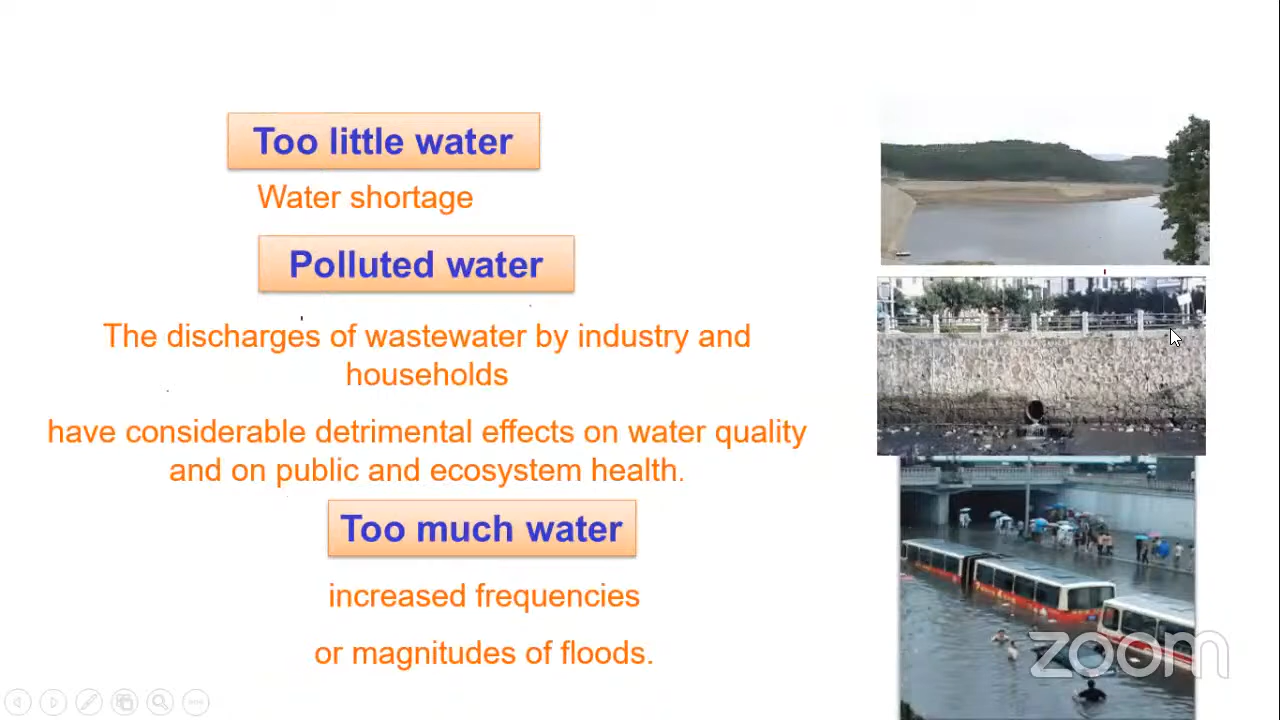 Too little water
Water shortage
Polluted water
The discharges of wastewater by industry and
households
have considerable detrimental effects on water quality
and on public and ecosystem health.
Too much water
increased frequencies
or magnitudes of floods.
zoom